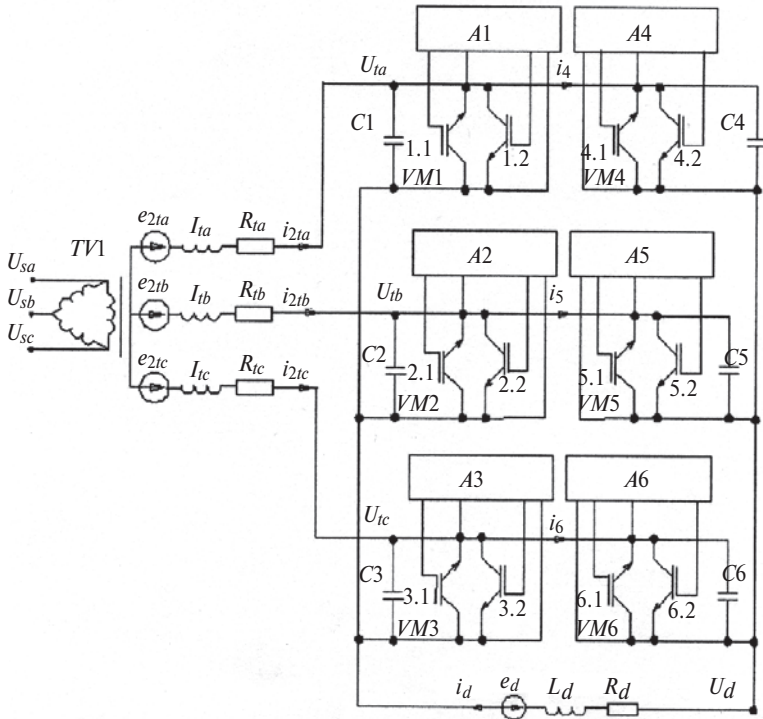 A1 A4
U_ta i_4
C1 C4
1.1 1.2 4.1 4.2
VM1 VM4
e_2ta I_ta R_ta i_2ta
TV1
A2 A5
U_sa
e_2tb I_tb R_tb i_2tb U_tb i_5
U_sb
U_sc
e_2tc I_tc R_tc i_2tc
C2 C5
2.1 2.2 5.1 5.2
VM2 VM5
A3 A6
U_tc i_6
C3 C6
3.11 3.2 6.1 6.2
VM3 VM6
i_d e_d L_d R_d U_d